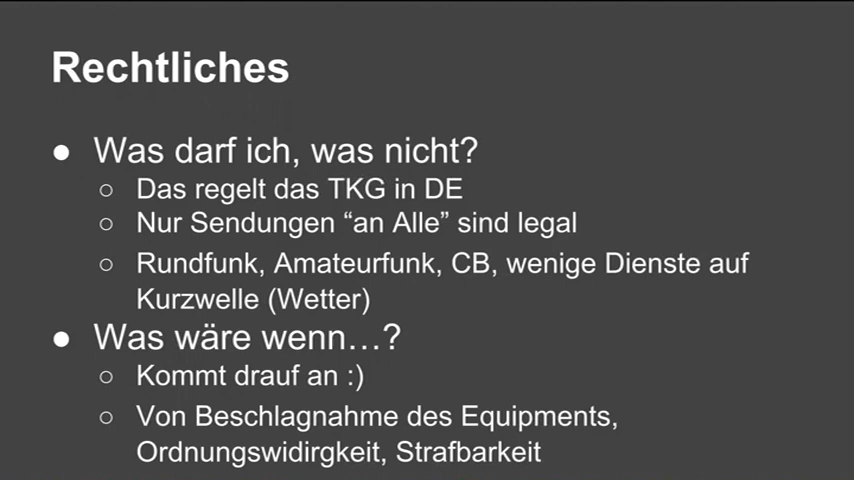 Rechtliches
● Was darf ich, was nicht?
○ Das regelt das TKG in DE
○ Nur Sendungen “an Alle” sind legal
○ Rundfunk, Amateurfunk, CB, wenige Dienste auf
Kurzwelle (Wetter)
● Was wäre wenn…?
○ Kommt drauf an :)
○ Von Beschlagnahme des Equipments,
Ordnungswidirgkeit, Strafbarkeit